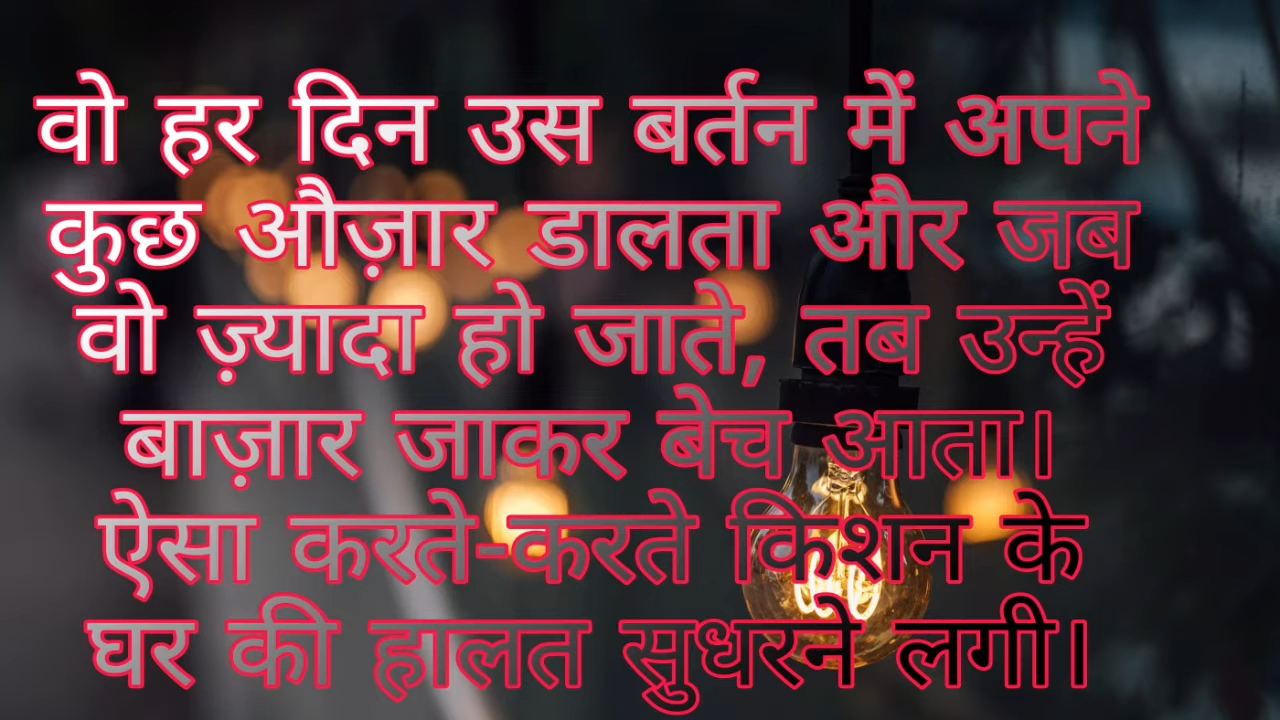 वो हर दिन उस बर्तन में अपने
कुछ औज़ार डालता और जब
वो ज़्यादा हो जाते, तब उन्हें
बाज़ार जाकर बेच आता।
ऐसा करते-करते किशन के
घर की हालत सुधरने लगी।